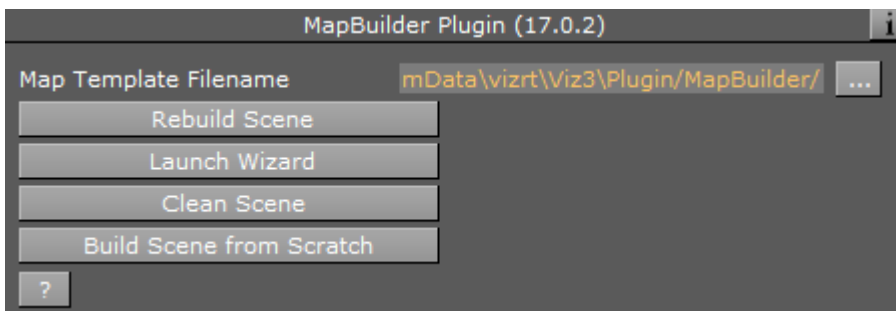 MapBuilder Plugin (17.0.2) i
Map Template Filename mData\vizrt\Viz3\Plugin/MapBuilder/ ...
Rebuild Scene
Launch Wizard
Clean Scene
Build Scene from Scratch
?